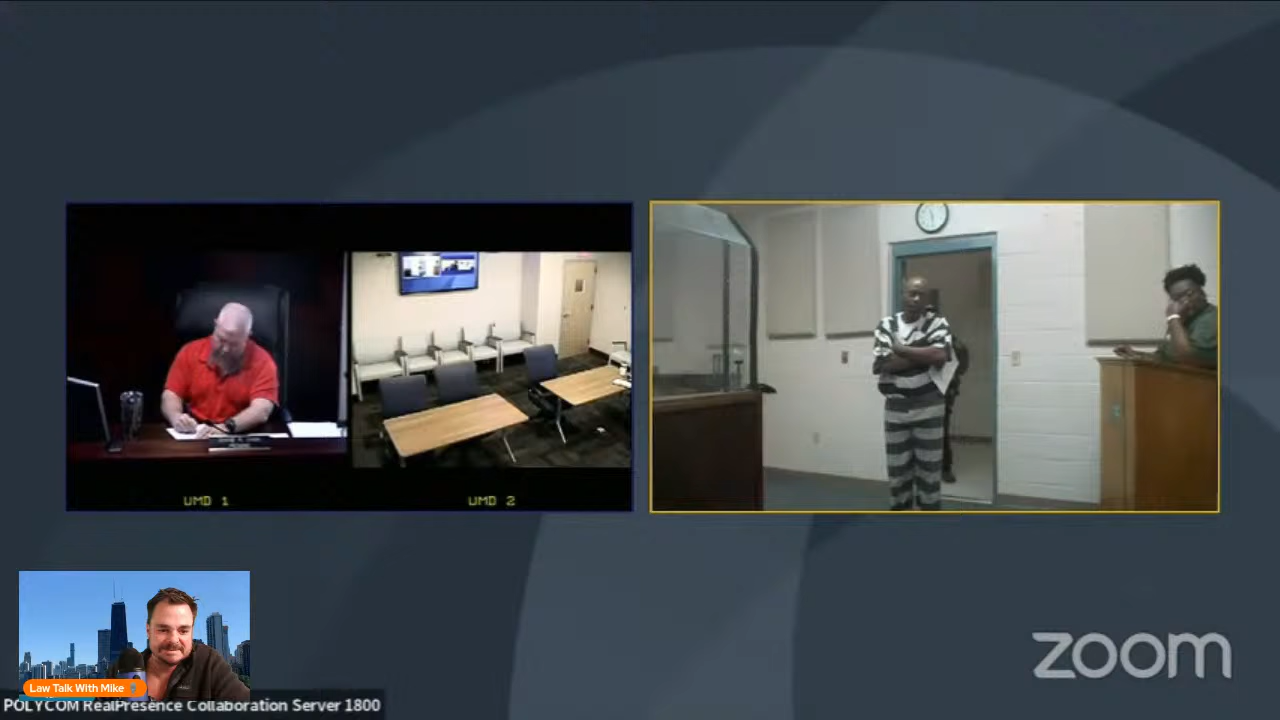 UMD 1
UMD 2
zoom
Law Talk With Mike
POLYCOM RealPresence Collaboration Server 1800